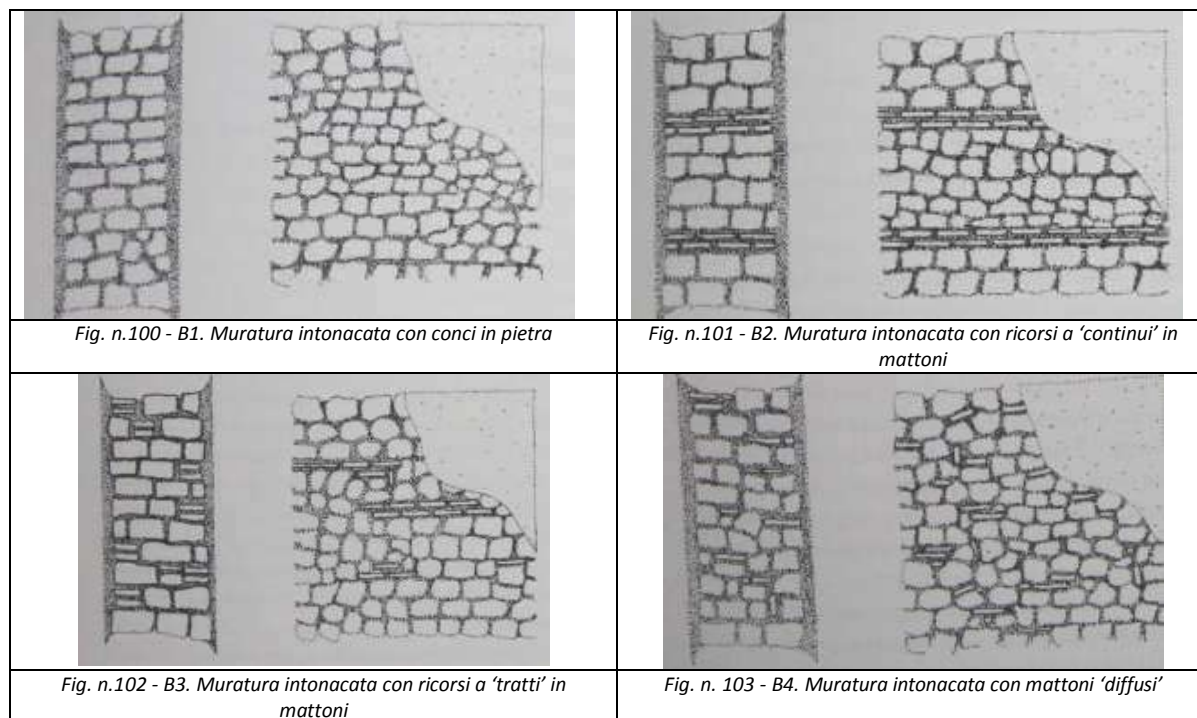 Fig. n.100 - B1. Muratura intonacata con conci in pietra
Fig. n.101 - B2. Muratura intonacata con ricorsi a ‘continui’ in
mattoni
Fig. n.102 - B3. Muratura intonacata con ricorsi a ‘tratti’ in
mattoni
Fig. n. 103 - B4. Muratura intonacata con mattoni ‘diffusi’